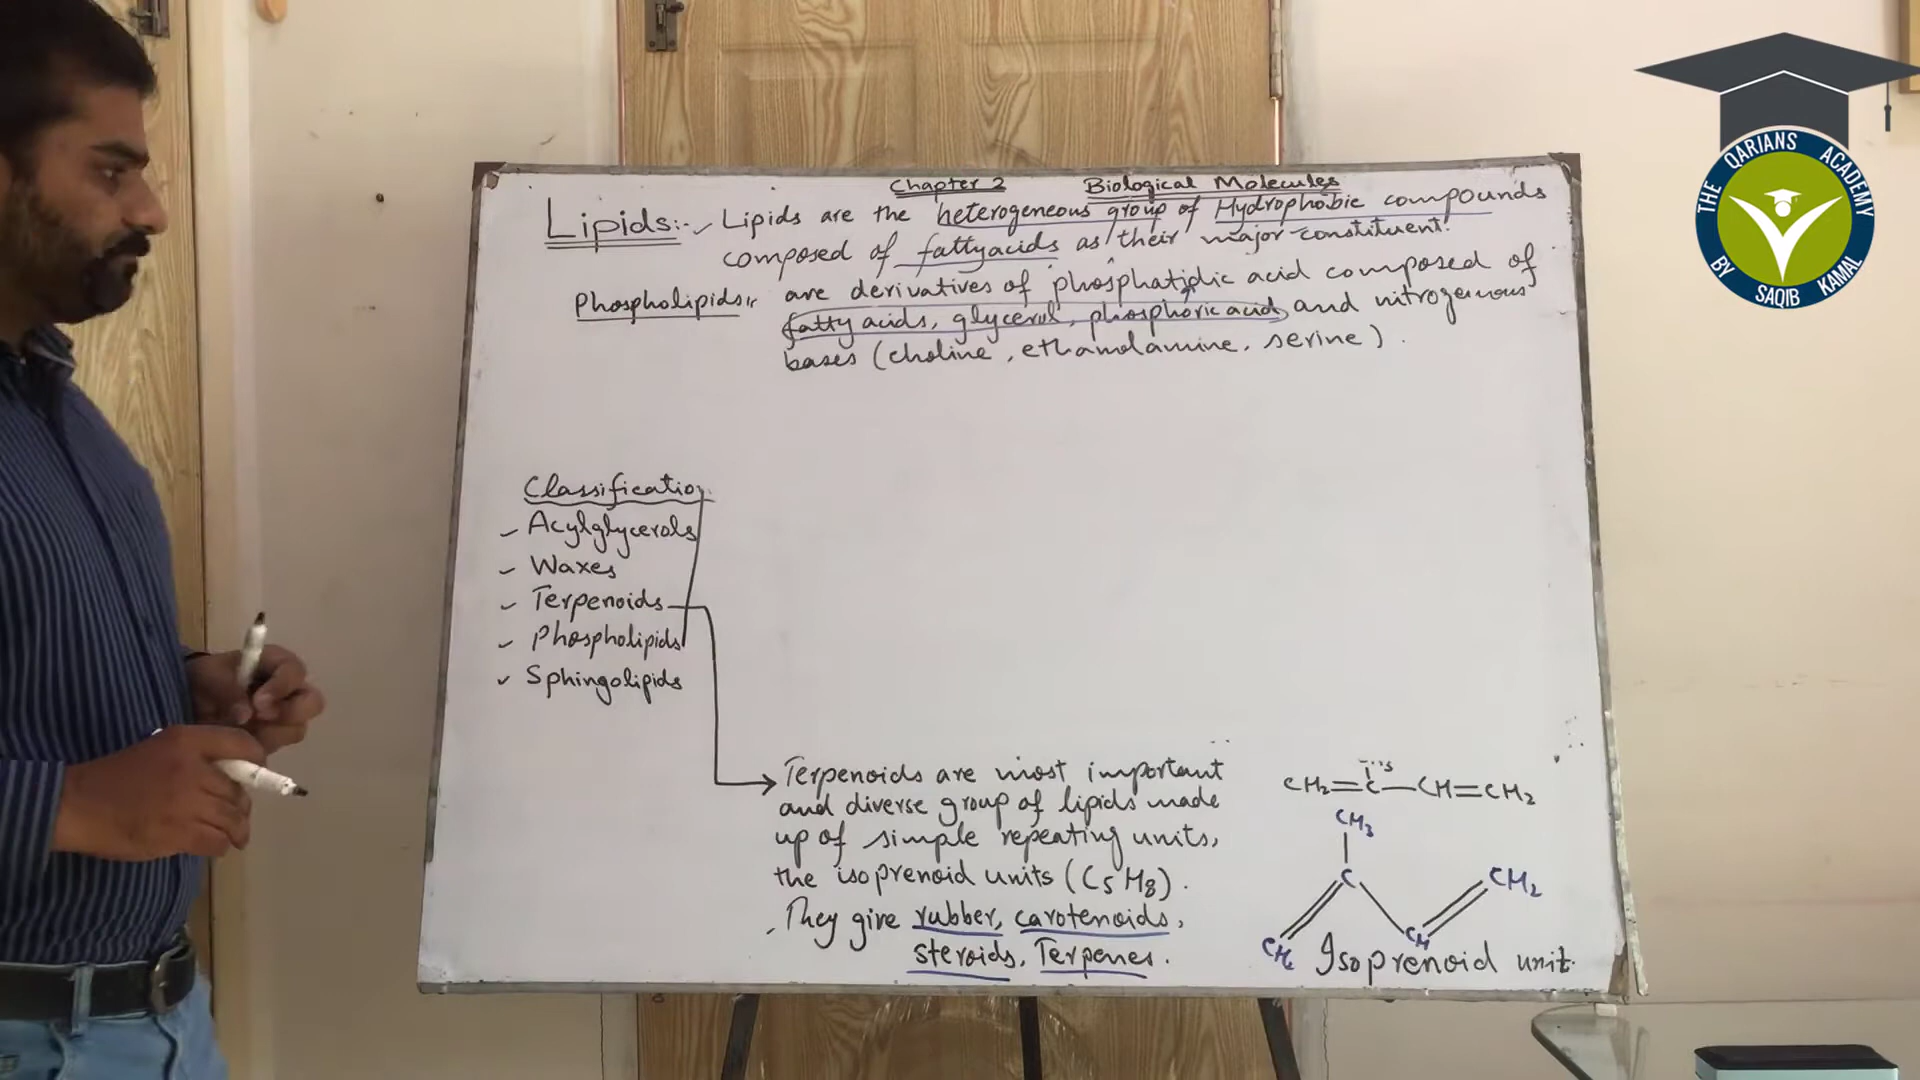 Chapter 2 Biological Molecules
Lipids:- Lipids are the heterogeneous group of Hydrophobic compounds
composed of fattyacids as their major constituent.
Phospholipids:- are derivatives of phosphatidic acid composed of
fatty acids, glycerol, phosphoric acid and nitrogenous
bases (choline, ethanolamine, serine).
Classification
Acylglycerols
Waxes
Terpenoids
Phospholipids
Sphingolipids
Terpenoids are most important
and diverse group of lipids made
up of simple repeating units,
the isoprenoid units (C5H8).
They give rubber, carotenoids,
steroids, Terpenes.
CH2=C—CH=CH2
CH3
C
CH2
CH
Isoprenoid unit.
THE QARIANS ACADEMY
BY SAQIB KAMAL